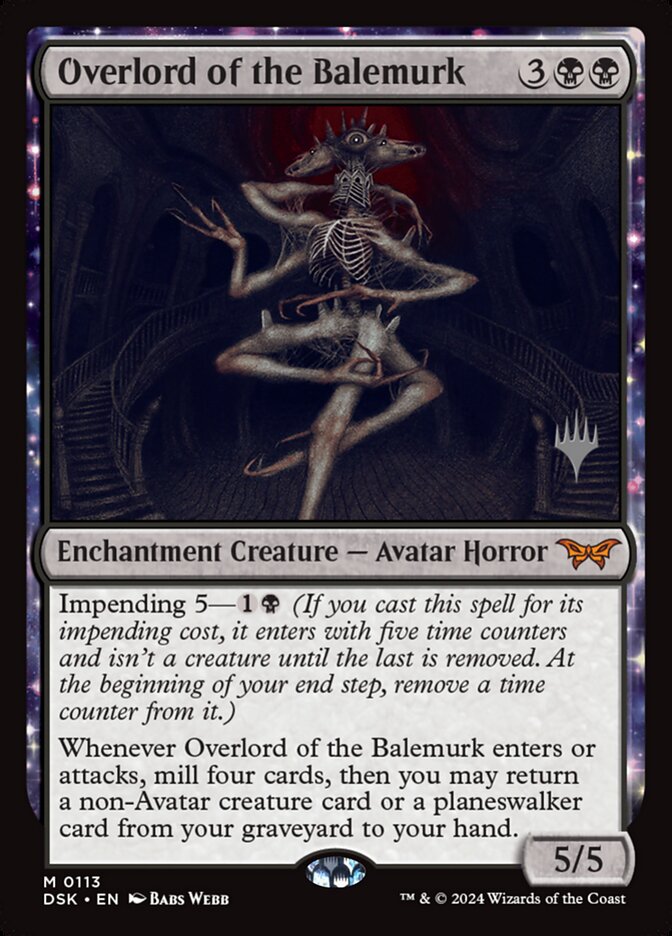 Overlord of the Balemurk 3
Enchantment Creature — Avatar Horror
Impending 5—1 (If you cast this spell for its
impending cost, it enters with five time counters
and isn't a creature until the last is removed. At
the beginning of your end step, remove a time
counter from it.)
Whenever Overlord of the Balemurk enters or
attacks, mill four cards, then you may return
a non-Avatar creature card or a planeswalker
card from your graveyard to your hand.
5/5
M 0113
DSK • EN Babs Webb
™ & © 2024 Wizards of the Coast